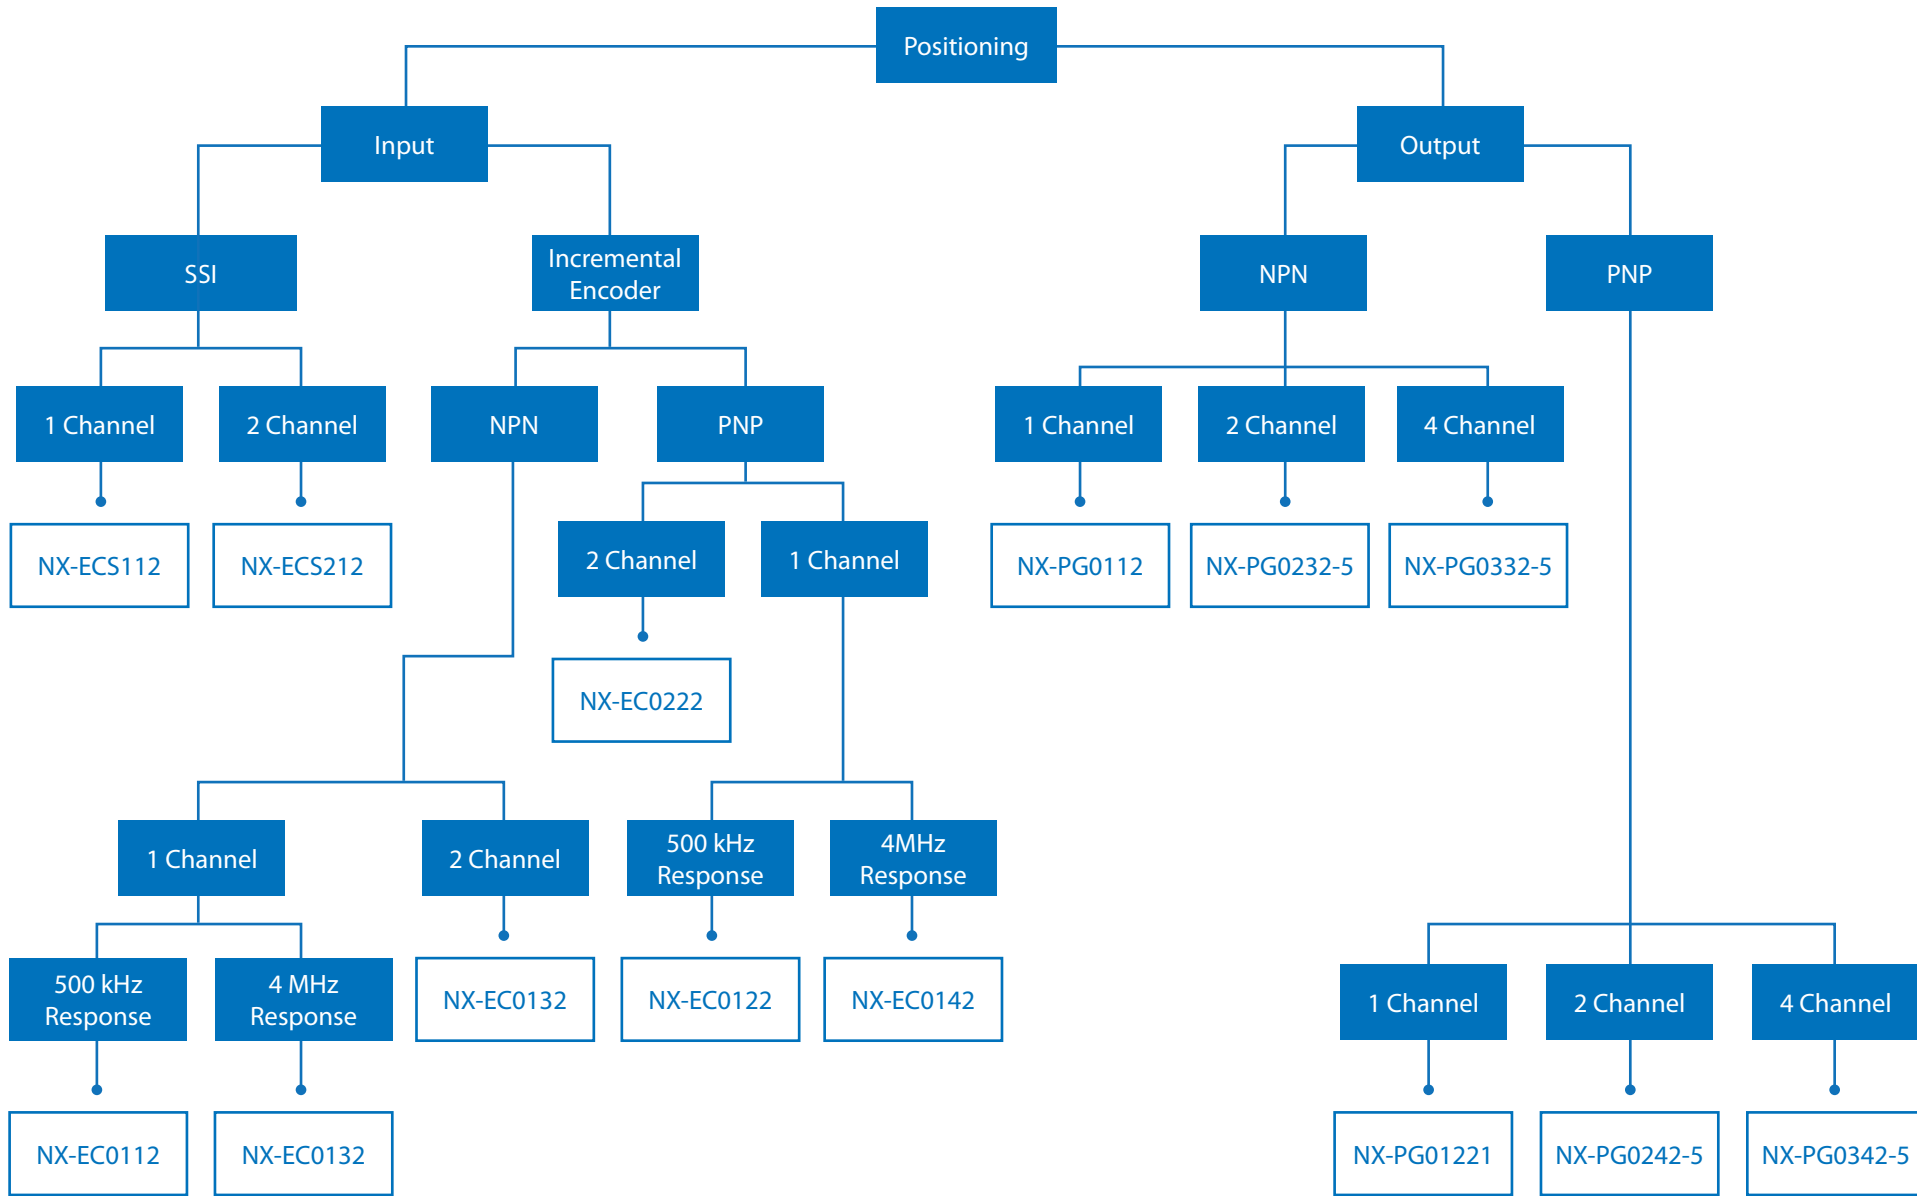 Positioning
Input
Output
SSI
Incremental
Encoder
NPN
PNP
1 Channel
2 Channel
NPN
PNP
1 Channel
2 Channel
4 Channel
NX-ECS112
NX-ECS212
2 Channel
1 Channel
NX-PG0112
NX-PG0232-5
NX-PG0332-5
NX-EC0222
1 Channel
2 Channel
500 kHz
Response
4MHz
Response
500 kHz
Response
4 MHz
Response
NX-EC0132
NX-EC0122
NX-EC0142
1 Channel
2 Channel
4 Channel
NX-EC0112
NX-EC0132
NX-PG01221
NX-PG0242-5
NX-PG0342-5